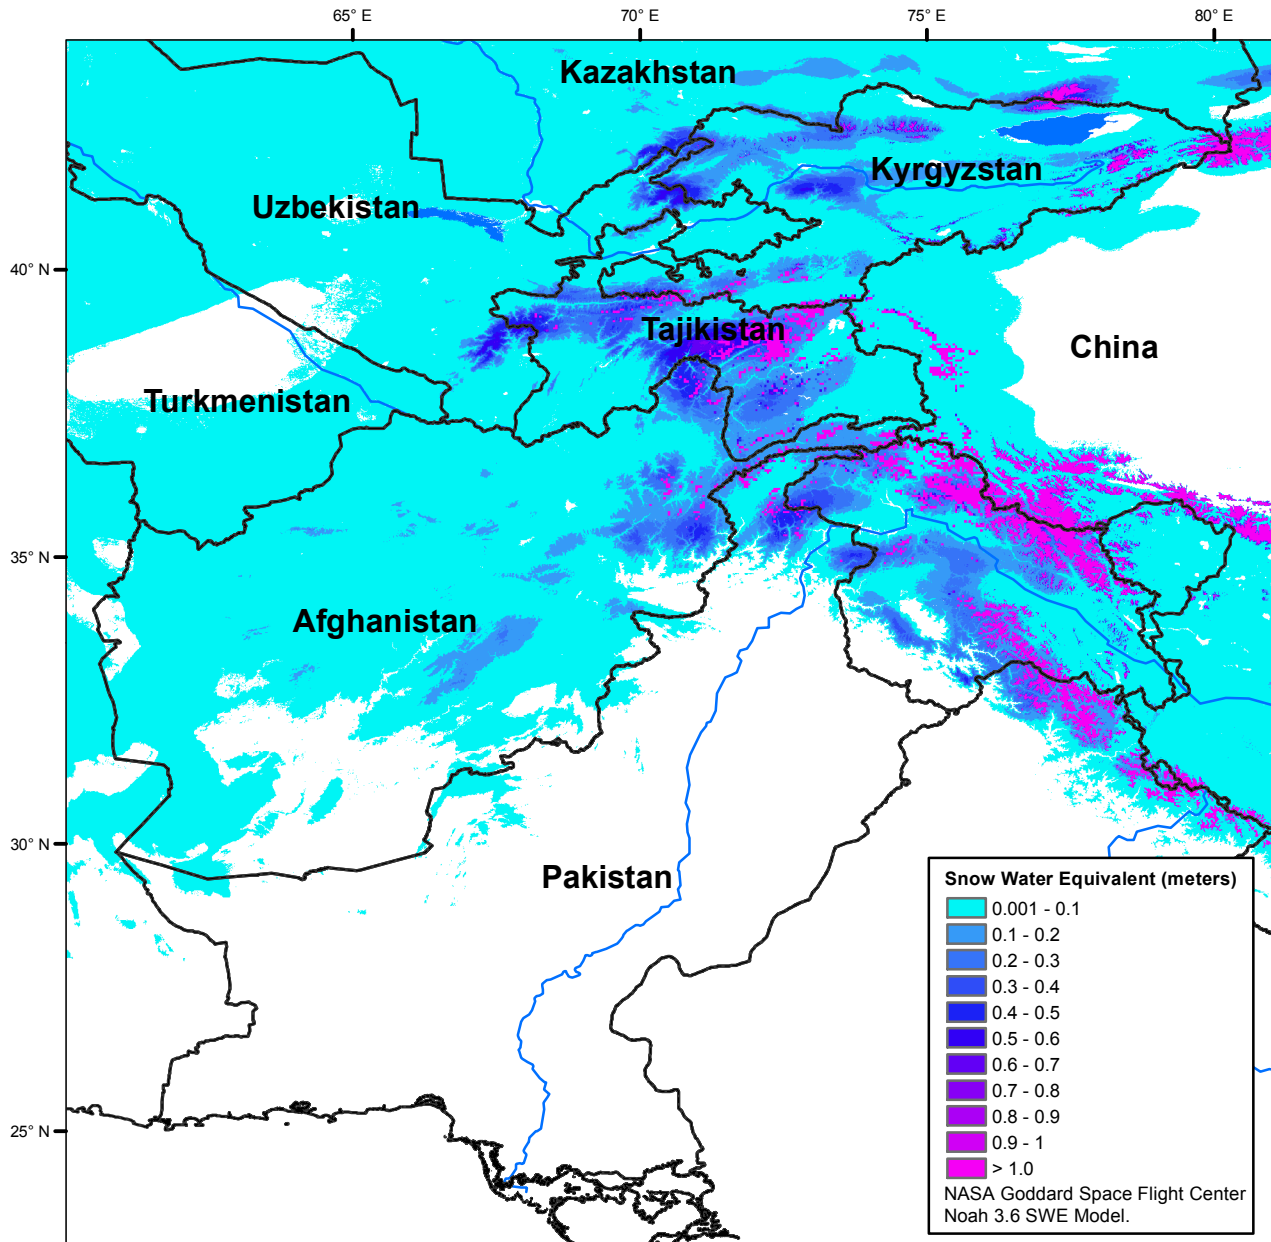 65° E
70° E
75° E
80° E
Kazakhstan
Kyrgyzstan
Uzbekistan
40° N
Tajikistan
China
Turkmenistan
35° N
Afghanistan
30° N
Pakistan
25° N
Snow Water Equivalent (meters)
0.001 - 0.1
0.1 - 0.2
0.2 - 0.3
0.3 - 0.4
0.4 - 0.5
0.5 - 0.6
0.6 - 0.7
0.7 - 0.8
0.8 - 0.9
0.9 - 1
> 1.0
NASA Goddard Space Flight Center
Noah 3.6 SWE Model.